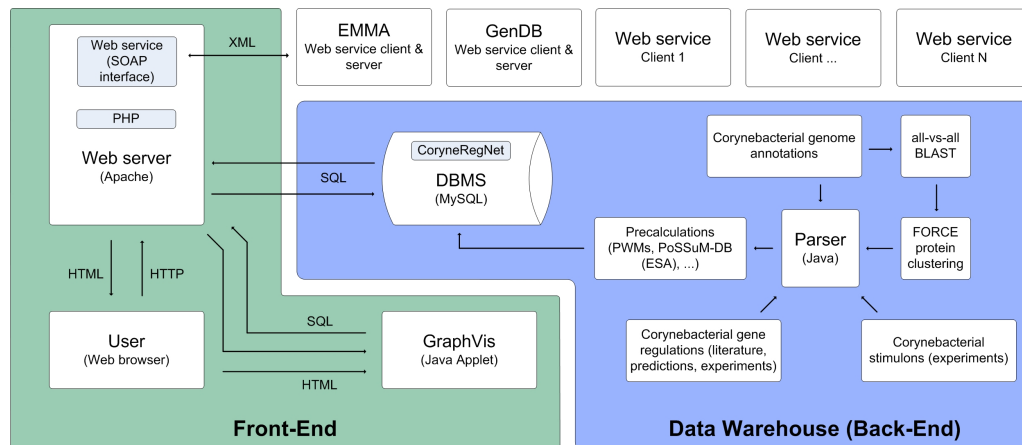 Web service
(SOAP
interface)
PHP
Web server
(Apache)
XML
EMMA
Web service client &
server
GenDB
Web service client &
server
Web service
Client 1
Web service
Client ...
Web service
Client N
SQL
CoryneRegNet
DBMS
(MySQL)
Corynebacterial genome
annotations
all-vs-all
BLAST
Precalculations
(PWMs, PoSSuM-DB
(ESA), ...)
Parser
(Java)
FORCE
protein
clustering
HTML
HTTP
User
(Web browser)
SQL
HTML
GraphVis
(Java Applet)
Corynebacterial gene
regulations (literature,
predictions, experiments)
Corynebacterial
stimulons (experiments)
Front-End
Data Warehouse (Back-End)